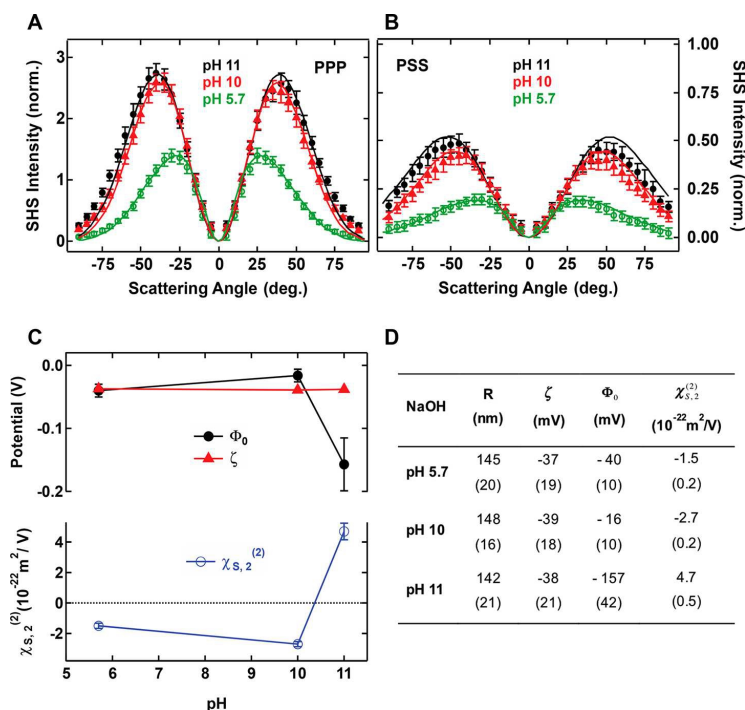 A
B
3
2
1
0
SHS Intensity (norm.)
pH 11
pH 10
pH 5.7
PPP
-75 -50 -25 0 25 50 75
Scattering Angle (deg.)
PSS
pH 11
pH 10
pH 5.7
1.00
0.75
0.50
0.25
0.00
SHS Intensity (norm.)
-75 -50 -25 0 25 50 75
Scattering Angle (deg.)
C
0.0
-0.1
-0.2
Potential (V)
Φ₀
ζ
4
2
0
-2
χ_{S, 2}^{(2)}(10⁻²²m²/ V)
χ_{S, 2}^{(2)}
5 6 7 8 9 10 11
pH
D
NaOH R (nm) ζ (mV) Φ₀ (mV) χ_{S,2}^{(2)} (10⁻²²m²/V)
pH 5.7 145 -37 - 40 -1.5
(20) (19) (10) (0.2)
pH 10 148 -39 - 16 -2.7
(16) (18) (10) (0.2)
pH 11 142 -38 - 157 4.7
(21) (21) (42) (0.5)